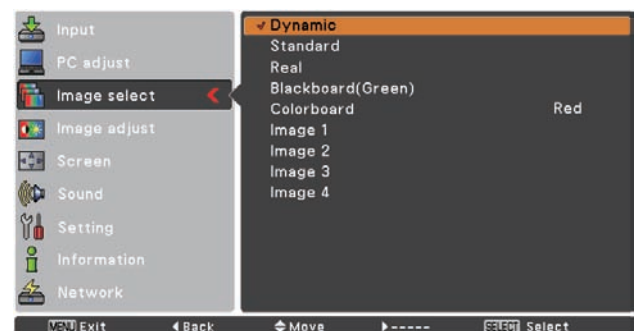 Input
PC adjust
Image select
Image adjust
Screen
Sound
Setting
Information
Network
Dynamic
Standard
Real
Blackboard(Green)
Colorboard Red
Image 1
Image 2
Image 3
Image 4
MENU Exit Back Move ----- SELECT Select